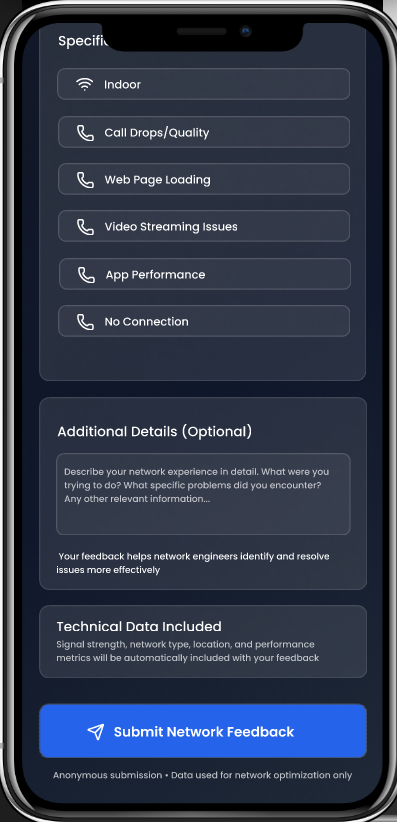 Specific
Indoor
Call Drops/Quality
Web Page Loading
Video Streaming Issues
App Performance
No Connection
Additional Details (Optional)
Describe your network experience in detail. What were you
trying to do? What specific problems did you encounter?
Any other relevant information...
Your feedback helps network engineers identify and resolve
issues more effectively
Technical Data Included
Signal strength, network type, location, and performance
metrics will be automatically included with your feedback
Submit Network Feedback
Anonymous submission • Data used for network optimization only